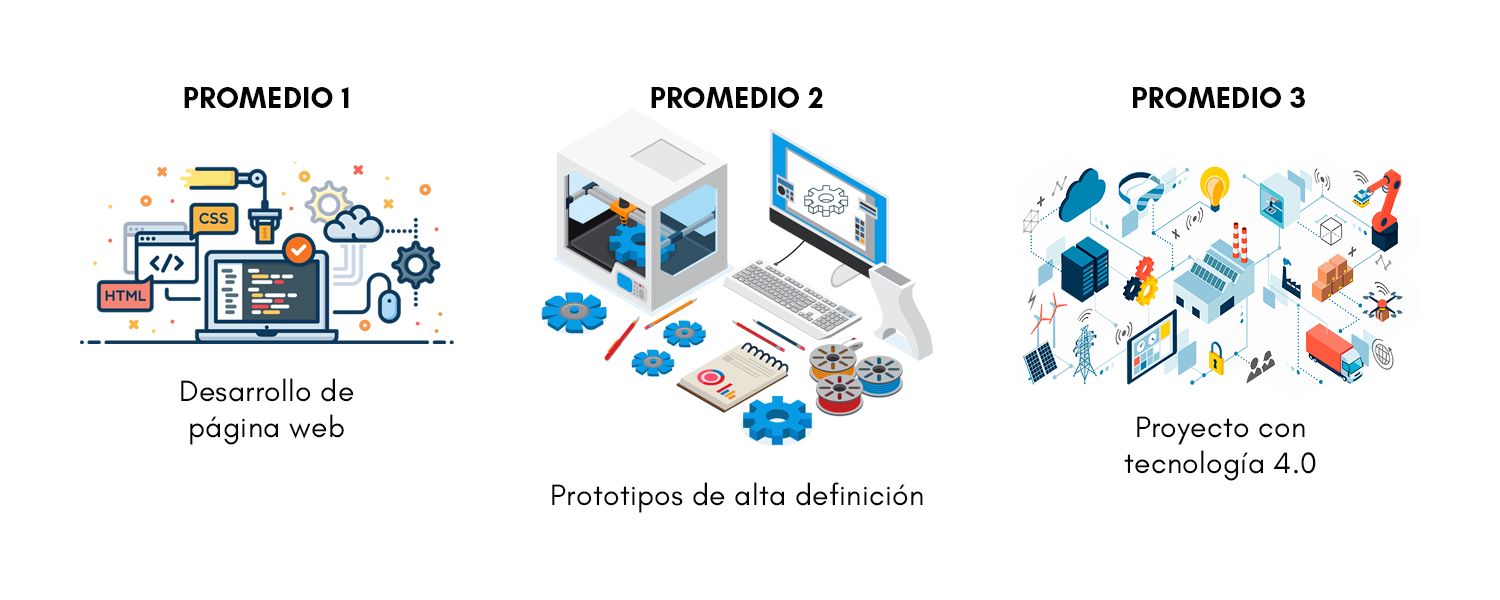 PROMEDIO 1
CSS
</>
HTML
Desarrollo de
página web
PROMEDIO 2
Prototipos de alta definición
PROMEDIO 3
Proyecto con
tecnología 4.0